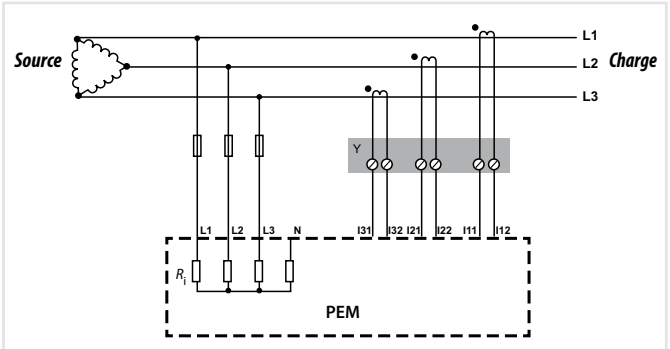 L1
Source
L2
Charge
L3
Y
L1 L2 L3 N I31 I32 I21 I22 I11 I12
Ri
PEM